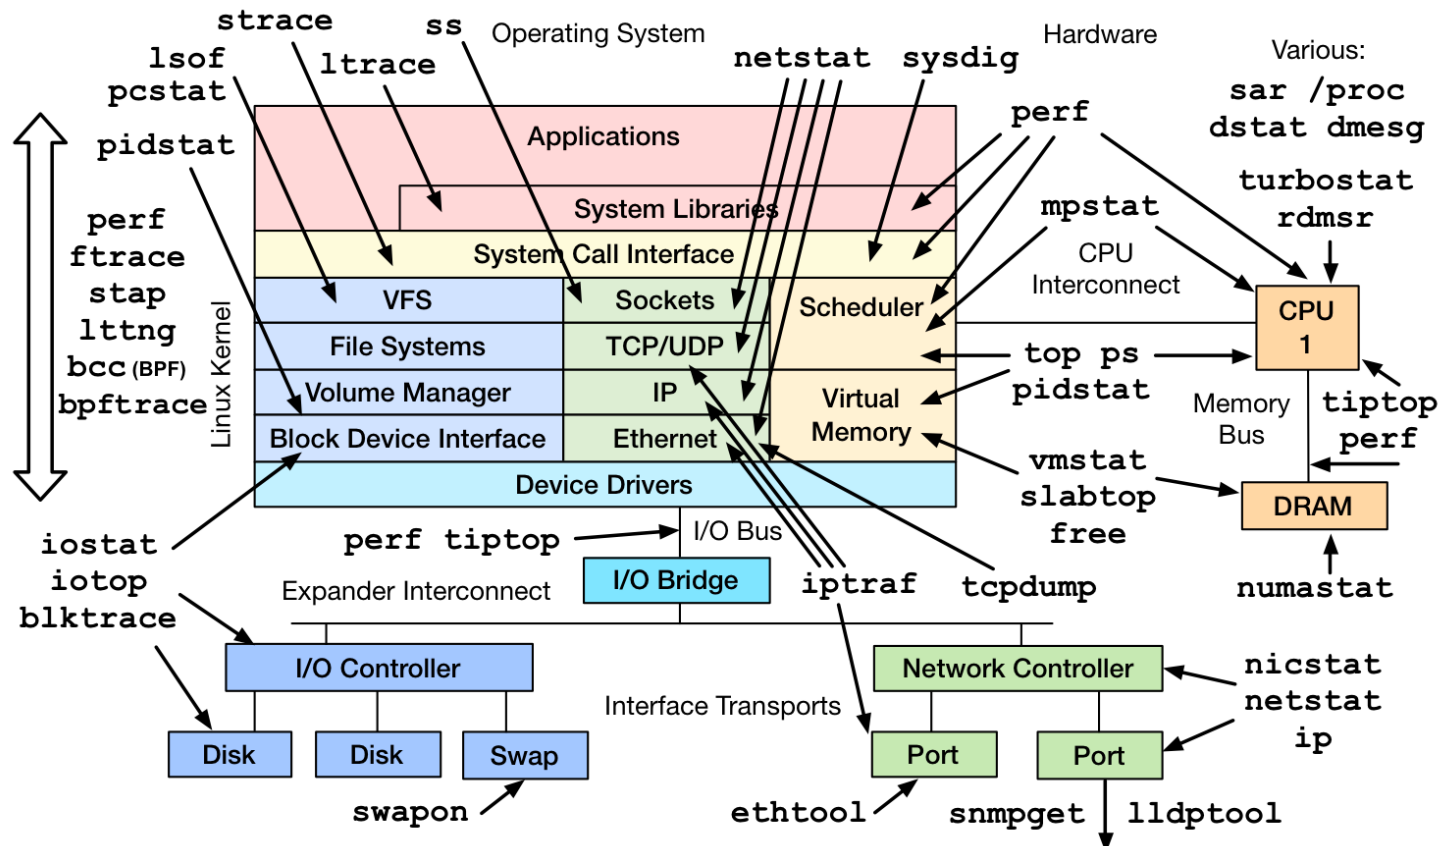 strace
ss
Operating System
Hardware
Various:
lsof
pcstat
ltrace
netstat
sysdig
sar /proc
dstat dmesg
perf
pidstat
Applications
turbostat
rdmsr
System Libraries
mpstat
perf
ftrace
stap
lttng
bcc (BPF)
bpftrace
Linux Kernel
System Call Interface
CPU
Interconnect
VFS
Sockets
Scheduler
CPU
1
File Systems
TCP/UDP
top ps
pidstat
Volume Manager
IP
Virtual
Memory
Memory
Bus
tiptop
perf
Block Device Interface
Ethernet
vmstat
slabtop
free
Device Drivers
DRAM
iostat
iotop
blktrace
perf tiptop
I/O Bus
I/O Bridge
iptraf
tcpdump
numastat
Expander Interconnect
I/O Controller
Network Controller
nicstat
netstat
ip
Interface Transports
Disk
Disk
Swap
Port
Port
swapon
ethtool
snmpget
lldptool